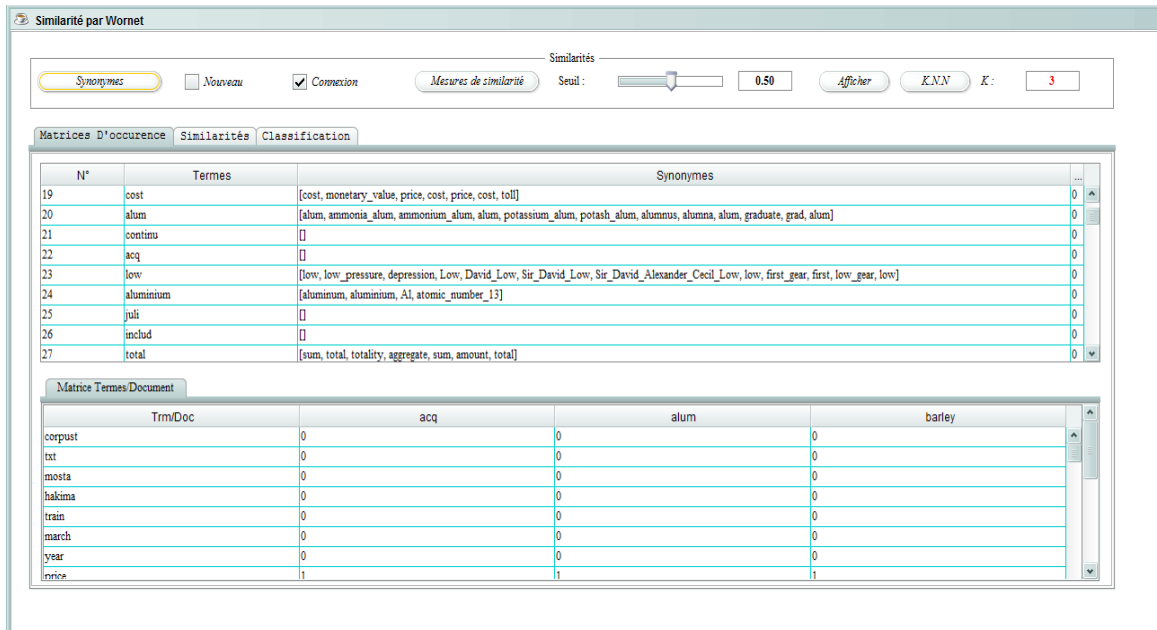 Similarité par Wornet
Similarités
Synonymes Nouveau Connexion Mesures de similarité Seuil : 0.50 Afficher K.N.N K : 3
Matrices D'occurence Similarités Classification
N° Termes Synonymes ...
19 cost [cost, monetary_value, price, cost, price, cost, toll] 0
20 alum [alum, ammonia_alum, ammonium_alum, alum, potassium_alum, potash_alum, alumnus, alumna, alum, graduate, grad, alum] 0
21 continu [] 0
22 acq [] 0
23 low [low, low_pressure, depression, Low, David_Low, Sir_David_Low, Sir_David_Alexander_Cecil_Low, low, first_gear, first, low_gear, low] 0
24 aluminium [aluminum, aluminium, Al, atomic_number_13] 0
25 juli [] 0
26 includ [] 0
27 total [sum, total, totality, aggregate, sum, amount, total] 0
Matrice Termes/Document
Trm/Doc acq alum barley
corpust 0 0 0
txt 0 0 0
mosta 0 0 0
hakima 0 0 0
train 0 0 0
march 0 0 0
year 0 0 0
price 1 1 1